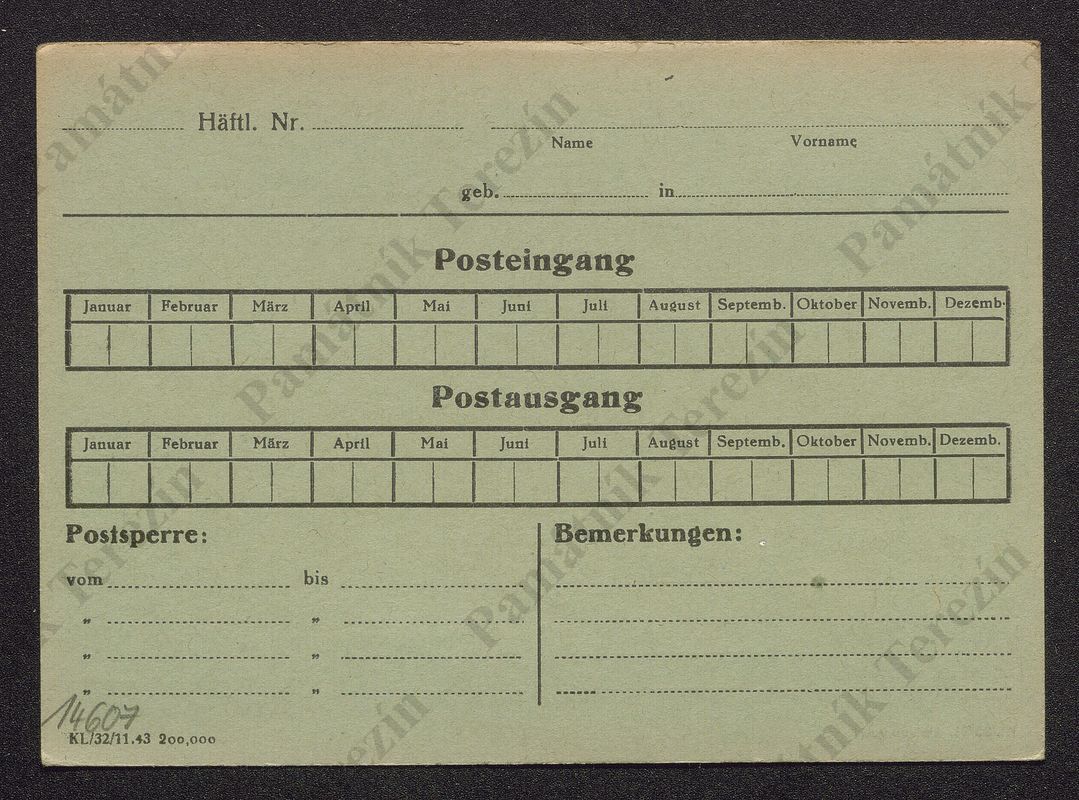 Häftl. Nr.
Name Vorname
geb. in
Posteingang
Januar Februar März April Mai Juni Juli August Septemb. Oktober Novemb. Dezemb.
Postausgang
Januar Februar März April Mai Juni Juli August Septemb. Oktober Novemb. Dezemb.
Postsperre:
vom bis
„ „
„ „
„ „
Bemerkungen:
14607
KL/32/11.43 200,000
Památník Terezín